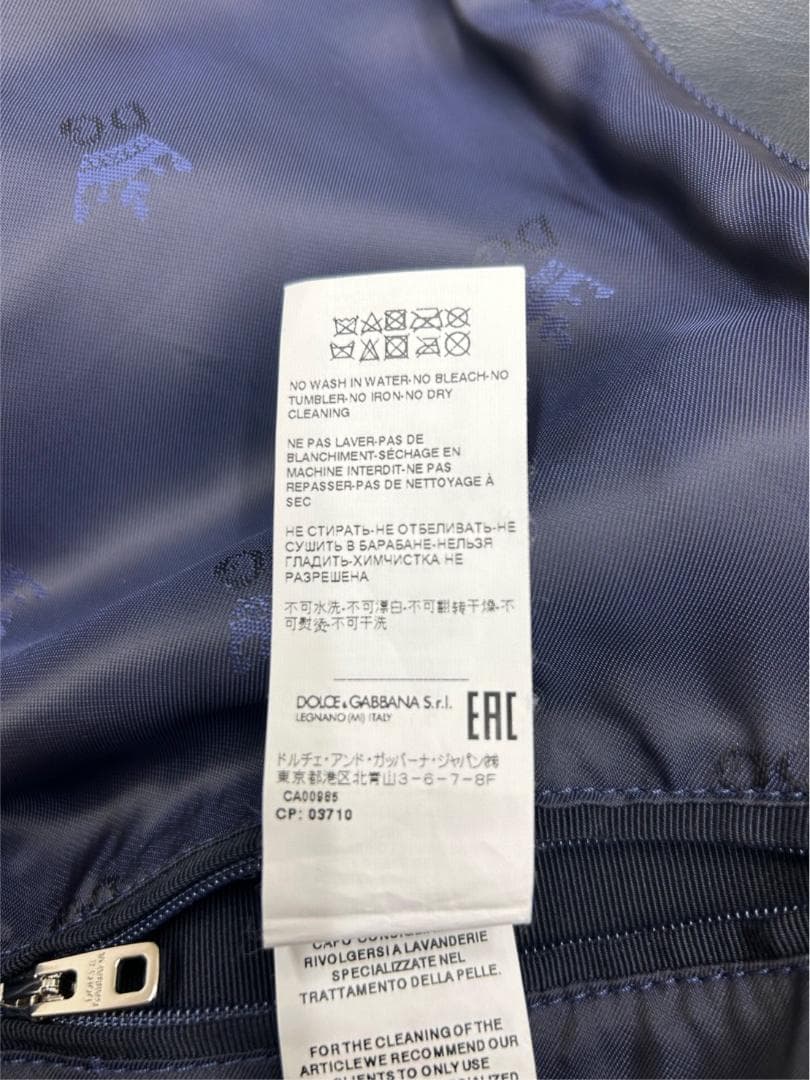 NO WASH IN WATER-NO BLEACH-NO
TUMBLER-NO IRON-NO DRY
CLEANING
NE PAS LAVER-PAS DE
BLANCHIMENT-SÉCHAGE EN
MACHINE INTERDIT-NE PAS
REPASSER-PAS DE NETTOYAGE À
SEC
НЕ СТИРАТЬ-НЕ ОТБЕЛИВАТЬ-НЕ
СУШИТЬ В БАРАБАНЕ-НЕЛЬЗЯ
ГЛАДИТЬ-ХИМЧИСТКА НЕ
РАЗРЕШЕНА
不可水洗-不可漂白-不可翻转干燥-不
可熨烫-不可干洗
DOLCE & GABBANA S.r.l.
LEGNANO (MI) ITALY
EAC
ドルチェ・アンド・ガッバーナ・ジャパン㈱
東京都港区北青山3-6-7-8F
CA00985
CP: 03710
RIVOLGERSI A LAVANDERIE
SPECIALIZZATE NEL
TRATTAMENTO DELLA PELLE.
FOR THE CLEANING OF THE
ARTICLE WE RECOMMEND OUR
CLIENTS TO ONLY USE